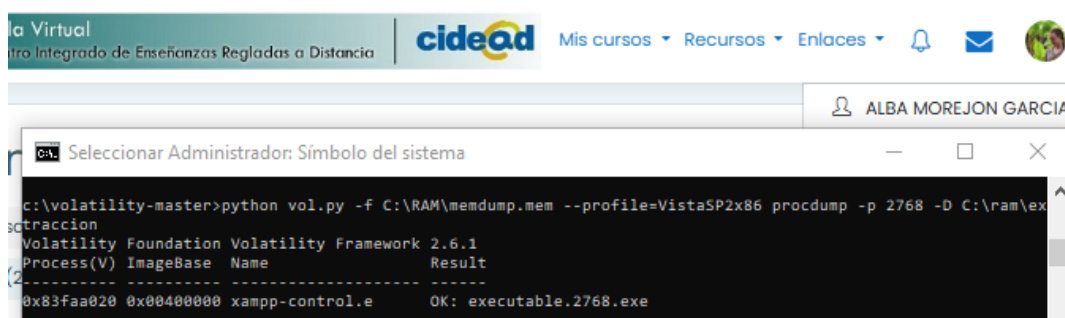 la Virtual
tro Integrado de Enseñanzas Regladas a Distancia
cidead
Mis cursos Recursos Enlaces
ALBA MOREJON GARCIA
Seleccionar Administrador: Símbolo del sistema
c:\volatility-master>python vol.py -f C:\RAM\memdump.mem --profile=VistaSP2x86 procdump -p 2768 -D C:\ram\ex
traccion
Volatility Foundation Volatility Framework 2.6.1
Process(V) ImageBase  Name                 Result
---------- ---------- -------------------- ------
0x83faa020 0x00400000 xampp-control.e      OK: executable.2768.exe